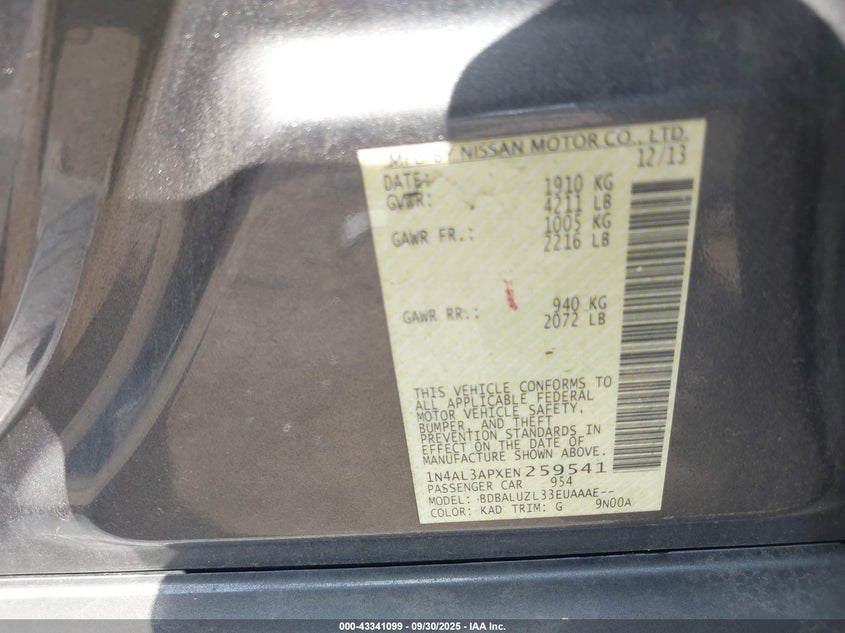 MFD BY NISSAN MOTOR CO., LTD.
DATE: 12/13
GVWR: 1910 KG
4211 LB
GAWR FR.: 1005 KG
2216 LB
GAWR RR.: 940 KG
2072 LB
THIS VEHICLE CONFORMS TO
ALL APPLICABLE FEDERAL
MOTOR VEHICLE SAFETY,
BUMPER, AND THEFT
PREVENTION STANDARDS IN
EFFECT ON THE DATE OF
MANUFACTURE SHOWN ABOVE.
1N4AL3APXEN259541
PASSENGER CAR 954
MODEL: BDBALUZL33EUAAAE--
COLOR: KAD TRIM: G 9N00A
000-43341099 - 09/30/2025 - IAA Inc.